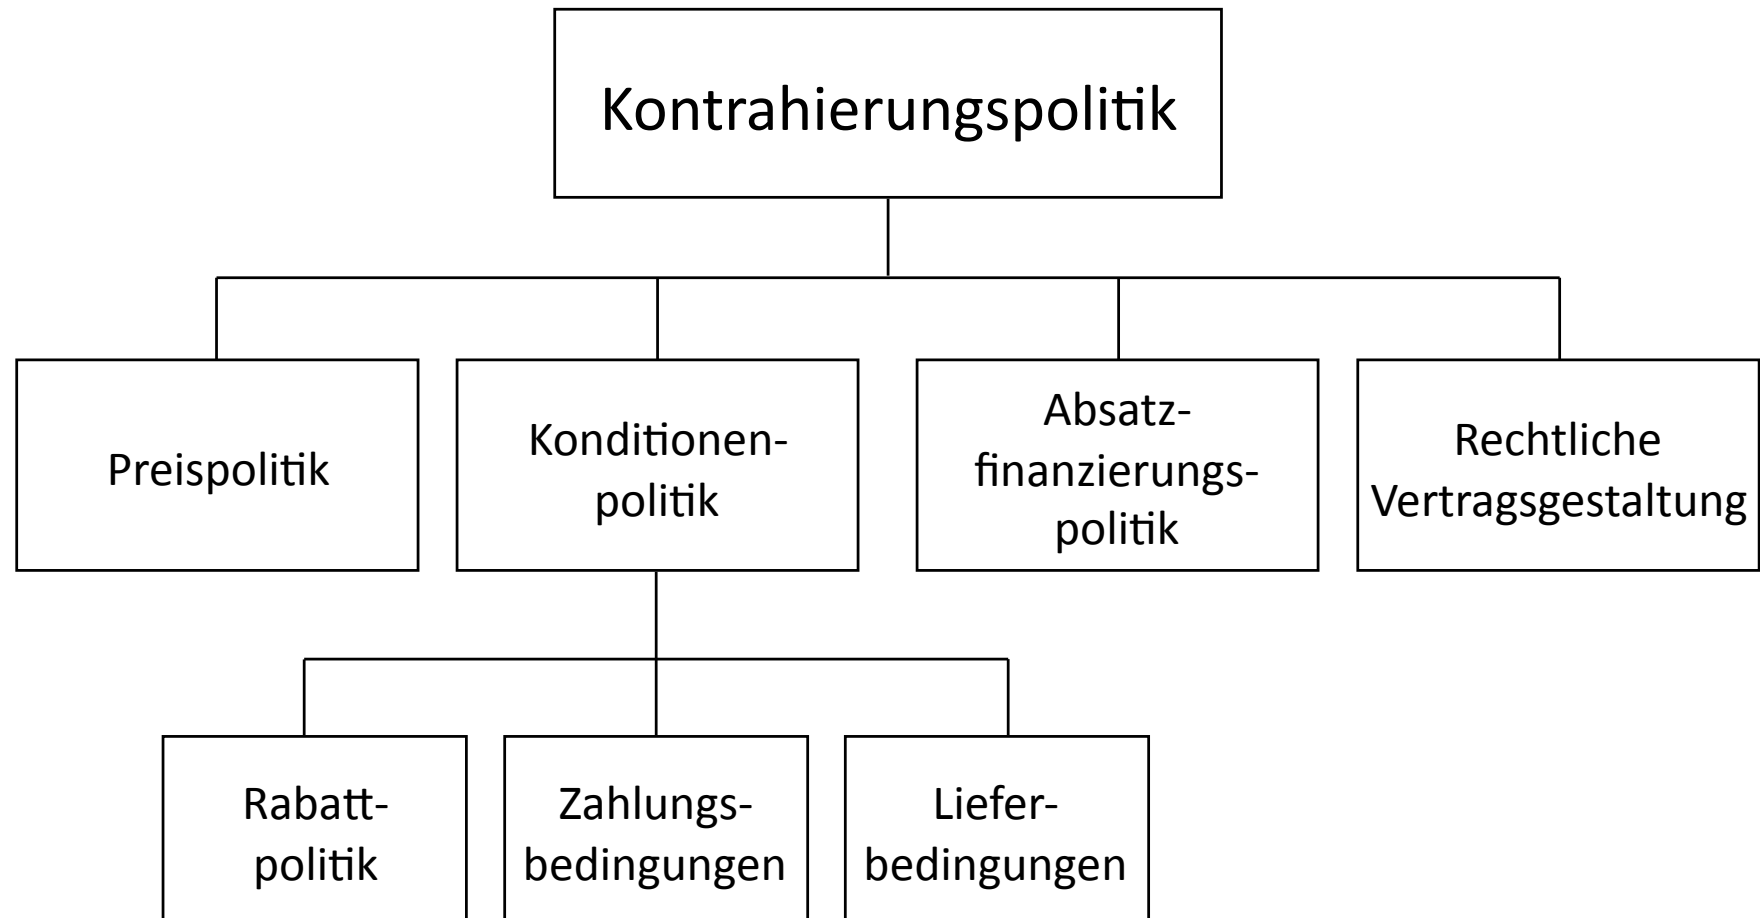 Kontrahierungspolitik
Preispolitik
Konditionen-
politik
Absatz-
finanzierungs-
politik
Rechtliche
Vertragsgestaltung
Rabatt-
politik
Zahlungs-
bedingungen
Liefer-
bedingungen